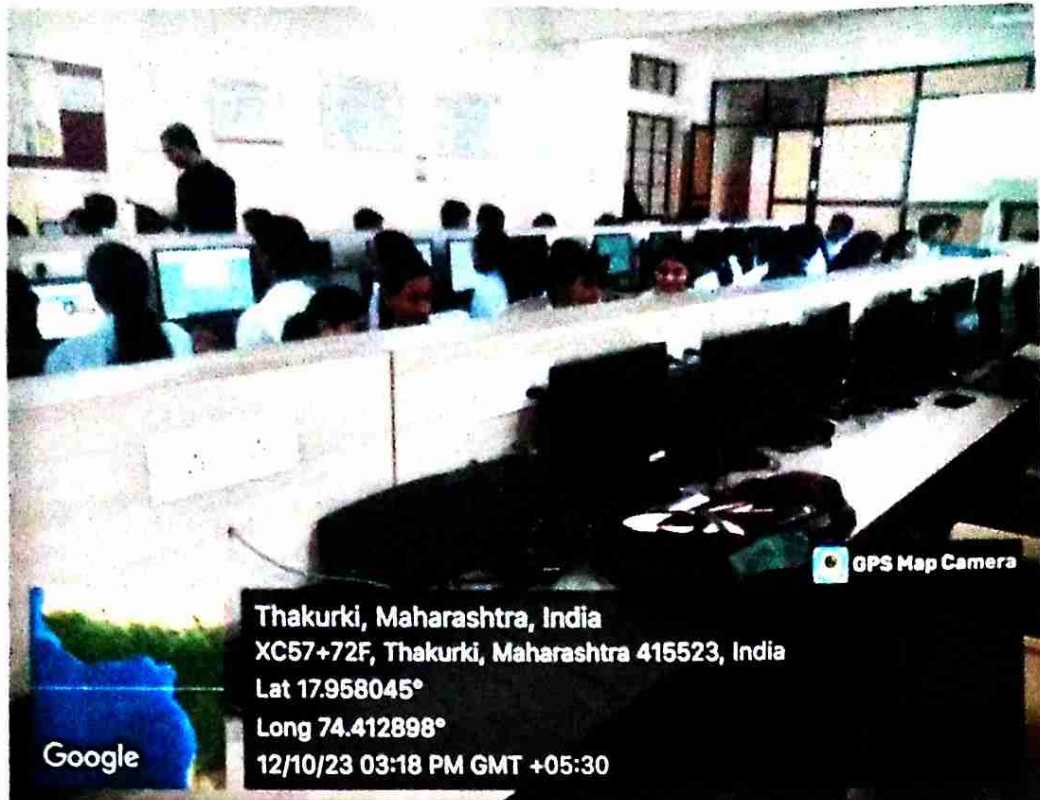 GPS Map Camera
Thakurki, Maharashtra, India
XC57+72F, Thakurki, Maharashtra 415523, India
Lat 17.958045°
Long 74.412898°
12/10/23 03:18 PM GMT +05:30
Google